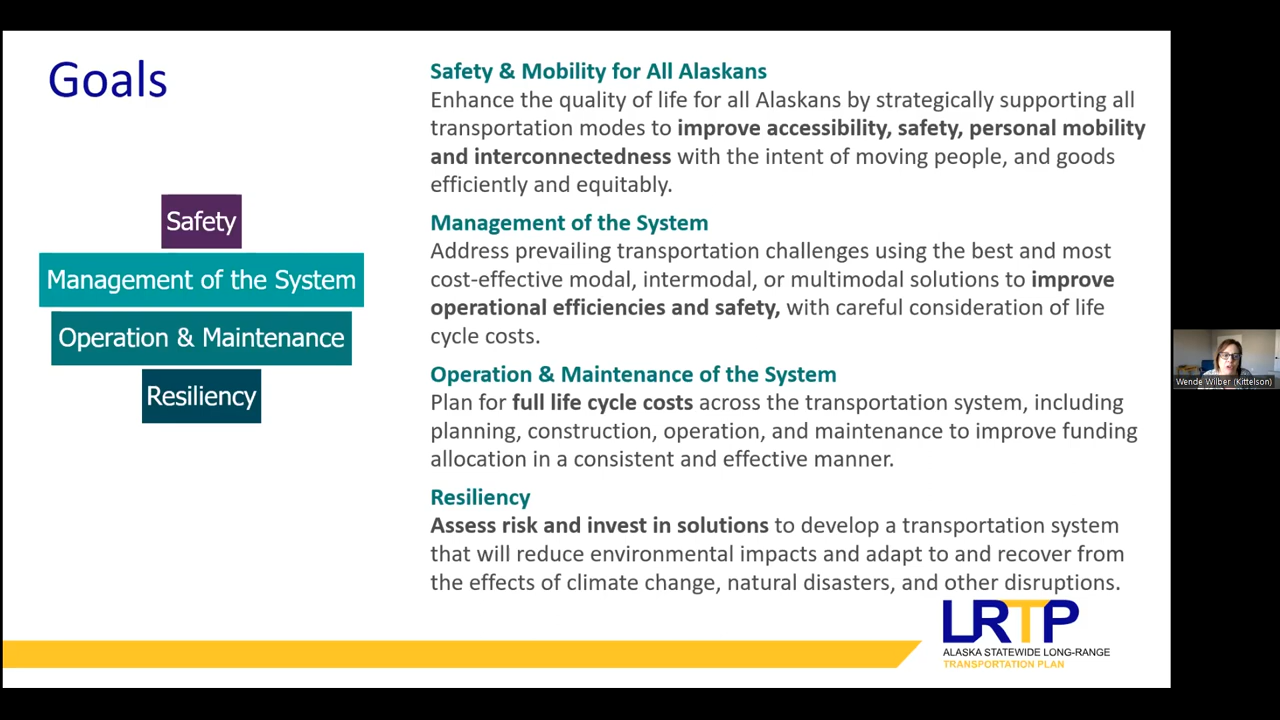 Goals
Safety
Management of the System
Operation & Maintenance
Resiliency
Safety & Mobility for All Alaskans
Enhance the quality of life for all Alaskans by strategically supporting all
transportation modes to improve accessibility, safety, personal mobility
and interconnectedness with the intent of moving people, and goods
efficiently and equitably.
Management of the System
Address prevailing transportation challenges using the best and most
cost-effective modal, intermodal, or multimodal solutions to improve
operational efficiencies and safety, with careful consideration of life
cycle costs.
Operation & Maintenance of the System
Plan for full life cycle costs across the transportation system, including
planning, construction, operation, and maintenance to improve funding
allocation in a consistent and effective manner.
Resiliency
Assess risk and invest in solutions to develop a transportation system
that will reduce environmental impacts and adapt to and recover from
the effects of climate change, natural disasters, and other disruptions.
LRTP
ALASKA STATEWIDE LONG-RANGE
TRANSPORTATION PLAN
Wende Wilber (Kittelson)